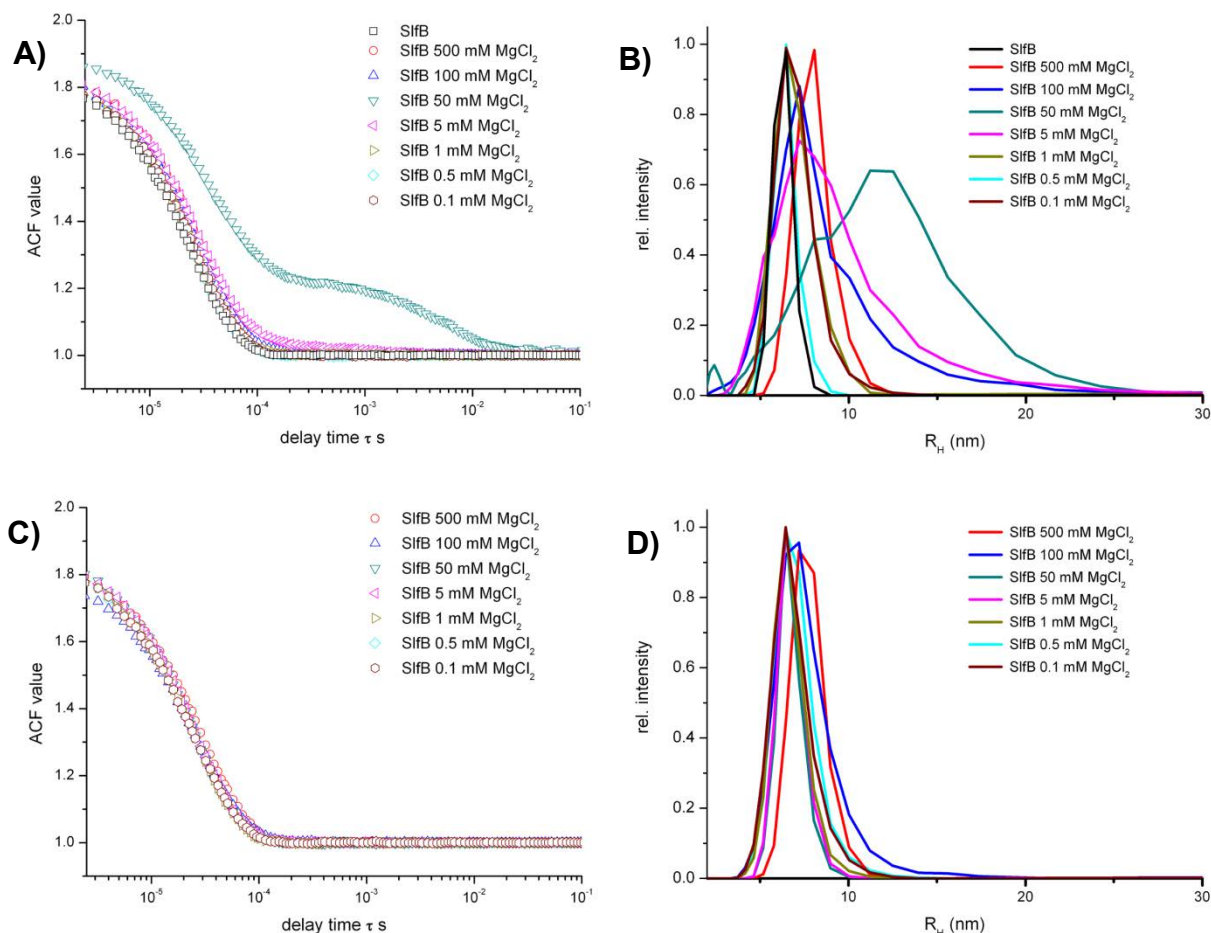 A)
2.0
1.8
1.6
1.4
1.2
1.0
ACF value
10⁻⁵
10⁻⁴
10⁻³
10⁻²
10⁻¹
delay time τ s
SlfB
SlfB 500 mM MgCl₂
SlfB 100 mM MgCl₂
SlfB 50 mM MgCl₂
SlfB 5 mM MgCl₂
SlfB 1 mM MgCl₂
SlfB 0.5 mM MgCl₂
SlfB 0.1 mM MgCl₂
B)
1.0
0.8
0.6
0.4
0.2
0.0
rel. intensity
10
20
30
R_H (nm)
SlfB
SlfB 500 mM MgCl₂
SlfB 100 mM MgCl₂
SlfB 50 mM MgCl₂
SlfB 5 mM MgCl₂
SlfB 1 mM MgCl₂
SlfB 0.5 mM MgCl₂
SlfB 0.1 mM MgCl₂
C)
2.0
1.8
1.6
1.4
1.2
1.0
ACF value
10⁻⁵
10⁻⁴
10⁻³
10⁻²
10⁻¹
delay time τ s
SlfB 500 mM MgCl₂
SlfB 100 mM MgCl₂
SlfB 50 mM MgCl₂
SlfB 5 mM MgCl₂
SlfB 1 mM MgCl₂
SlfB 0.5 mM MgCl₂
SlfB 0.1 mM MgCl₂
D)
1.0
0.8
0.6
0.4
0.2
0.0
rel. intensity
10
20
30
R_H (nm)
SlfB 500 mM MgCl₂
SlfB 100 mM MgCl₂
SlfB 50 mM MgCl₂
SlfB 5 mM MgCl₂
SlfB 1 mM MgCl₂
SlfB 0.5 mM MgCl₂
SlfB 0.1 mM MgCl₂